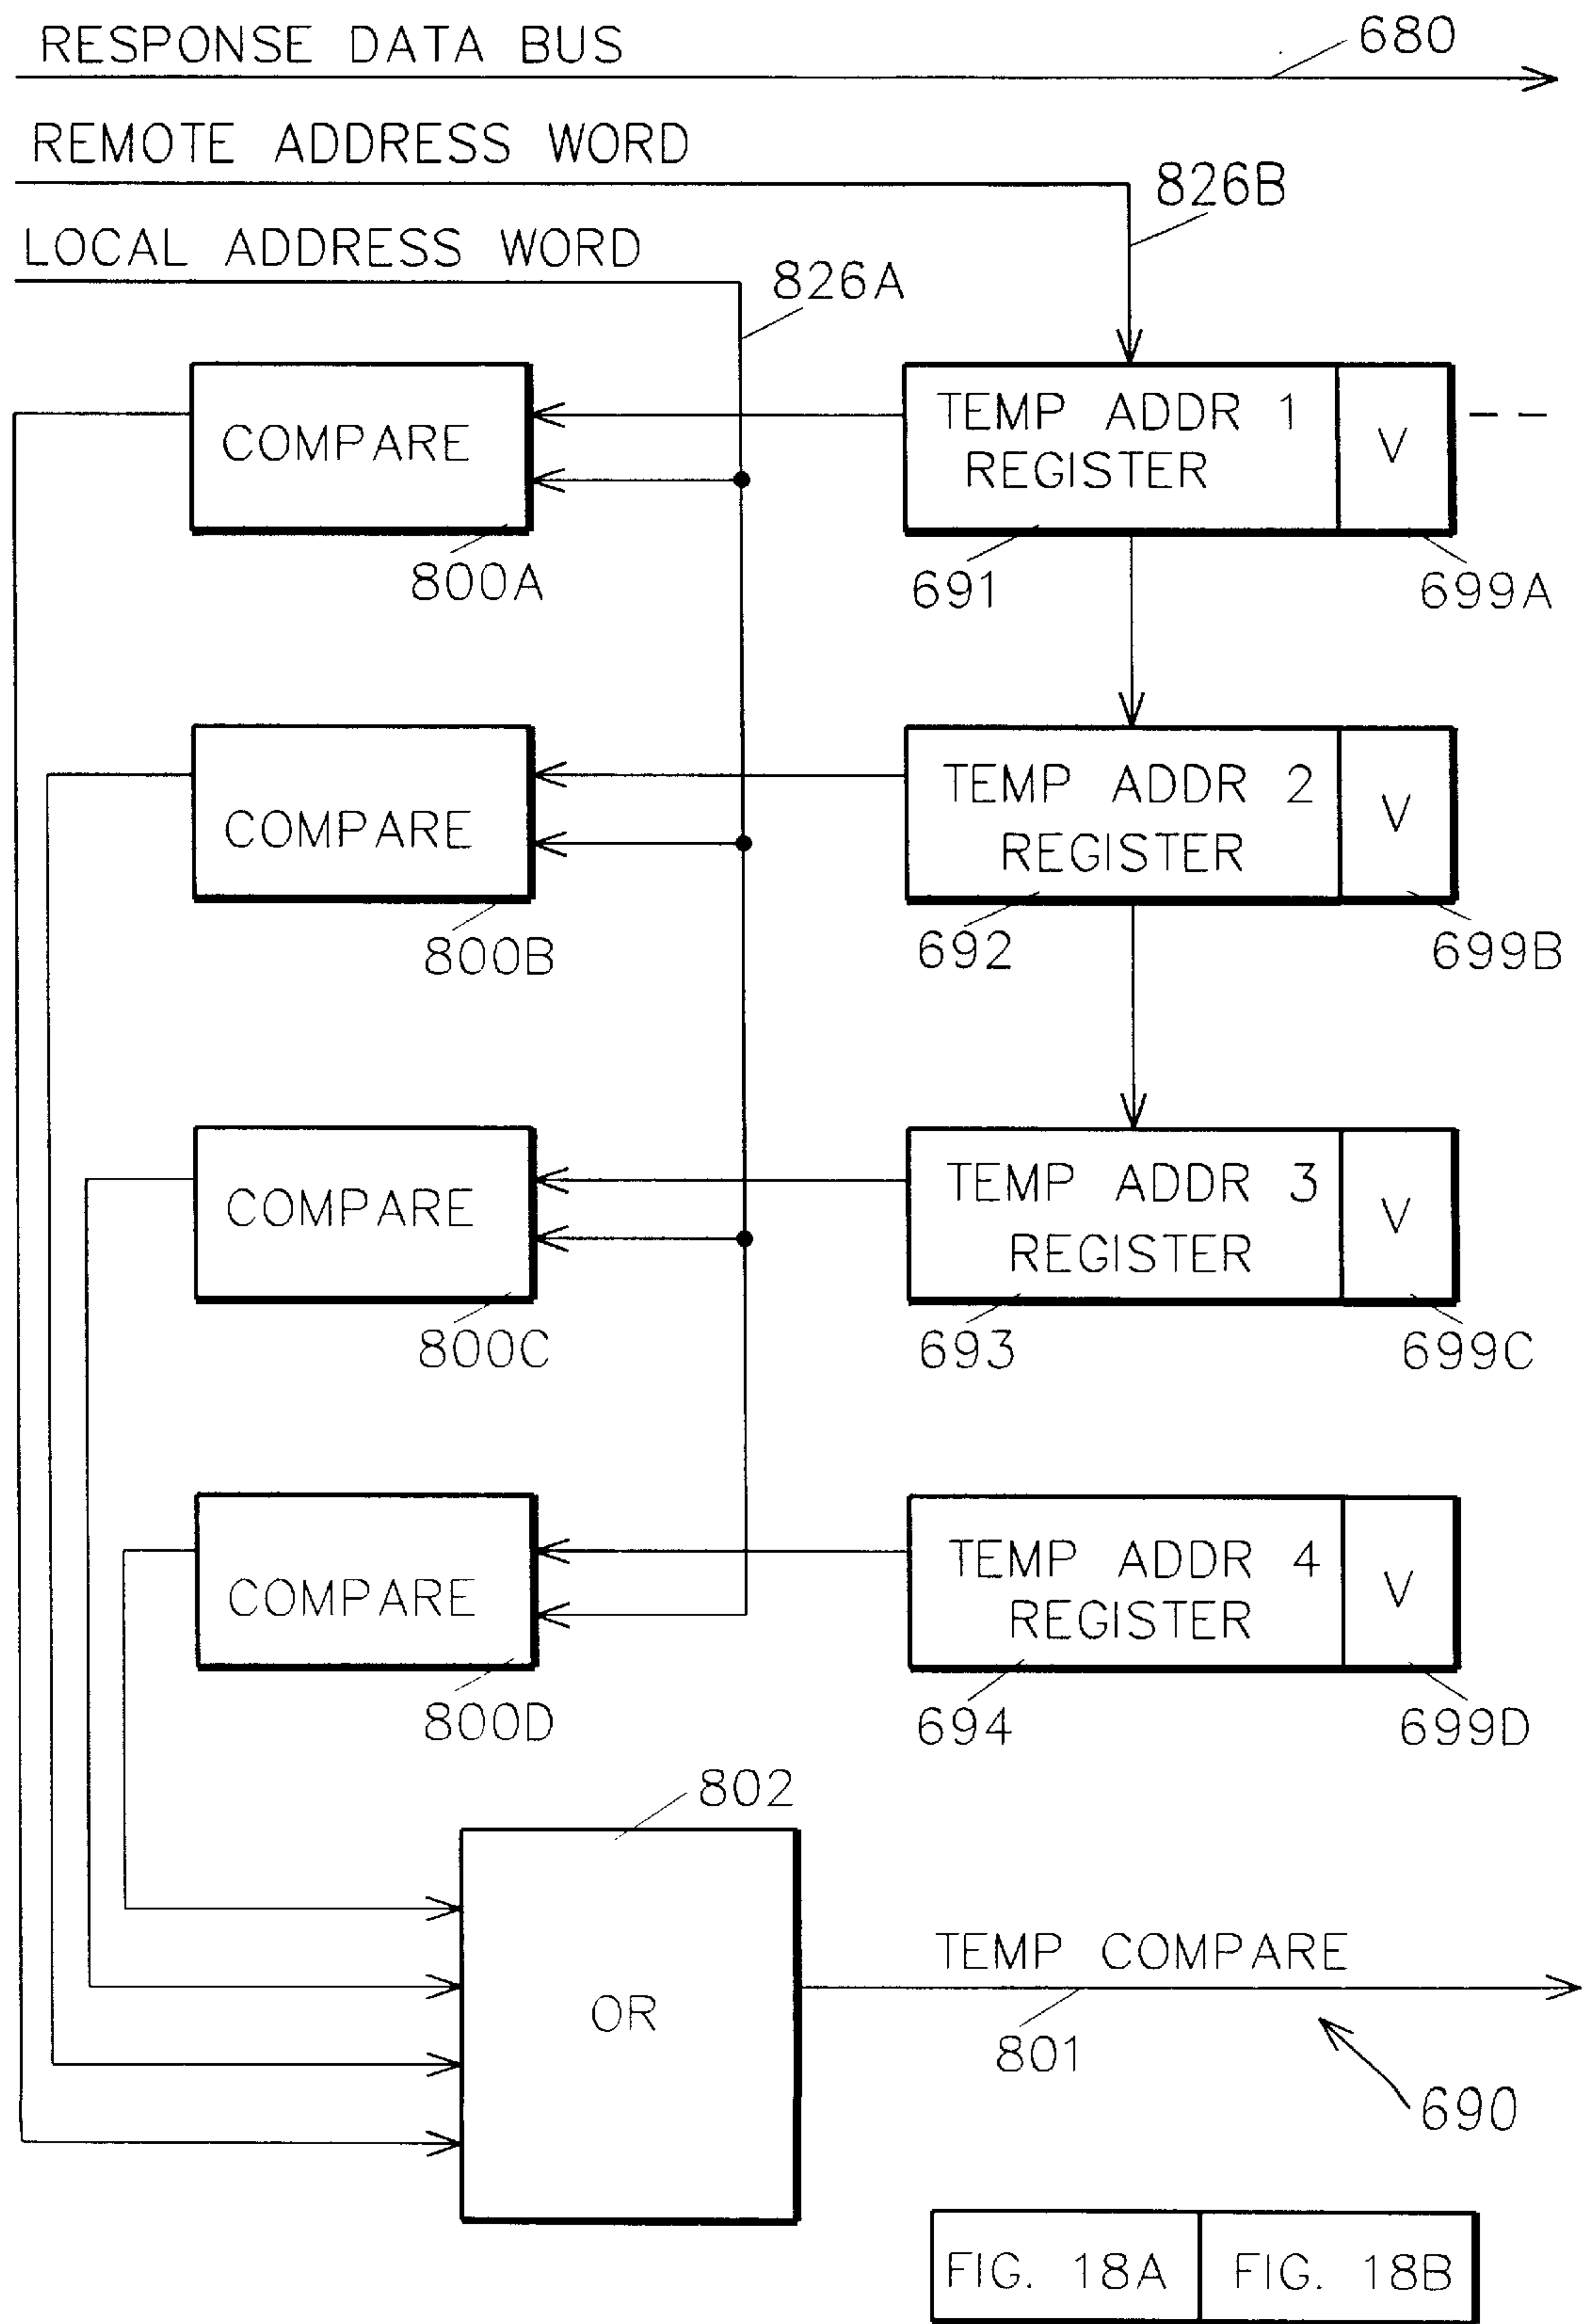 RESPONSE DATA BUS
680
REMOTE ADDRESS WORD
826B
LOCAL ADDRESS WORD
826A
COMPARE
TEMP ADDR 1
REGISTER
V
800A
691
699A
COMPARE
TEMP ADDR 2
REGISTER
V
800B
692
699B
COMPARE
TEMP ADDR 3
REGISTER
V
800C
693
699C
COMPARE
TEMP ADDR 4
REGISTER
V
800D
694
699D
802
OR
TEMP COMPARE
801
690
FIG. 18A
FIG. 18B